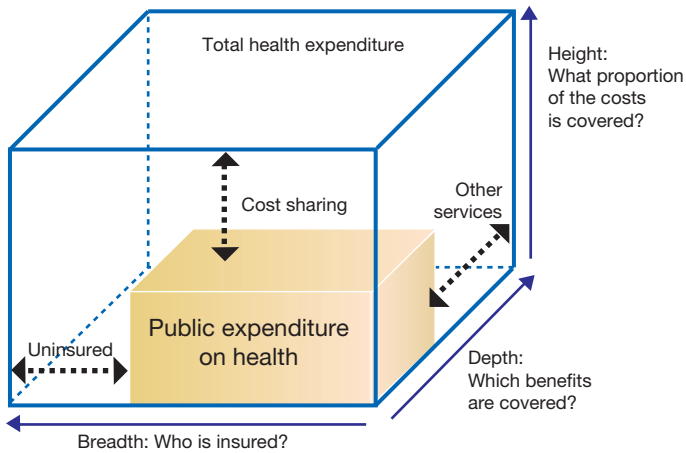 Total health expenditure
Height:
What proportion
of the costs
is covered?
Other
services
Cost sharing
Public expenditure
on health
Uninsured
Depth:
Which benefits
are covered?
Breadth: Who is insured?